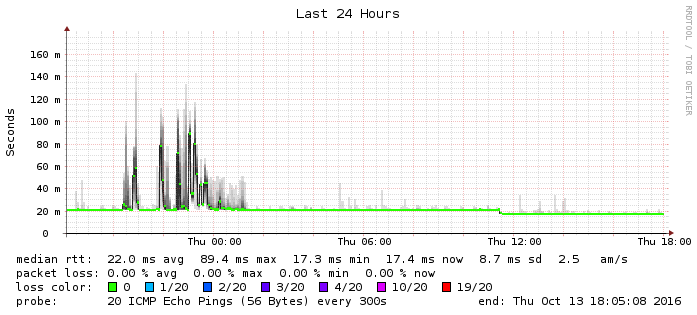 Last 24 Hours
RRDTOOL / TOBI OETIKER
Seconds
160 m
140 m
120 m
100 m
80 m
60 m
40 m
20 m
0
Thu 00:00 Thu 06:00 Thu 12:00 Thu 18:00
median rtt: 22.0 ms avg 89.4 ms max 17.3 ms min 17.4 ms now 8.7 ms sd 2.5 am/s
packet loss: 0.00 % avg 0.00 % max 0.00 % min 0.00 % now
loss color: 0 1/20 2/20 3/20 4/20 10/20 19/20
probe: 20 ICMP Echo Pings (56 Bytes) every 300s end: Thu Oct 13 18:05:08 2016